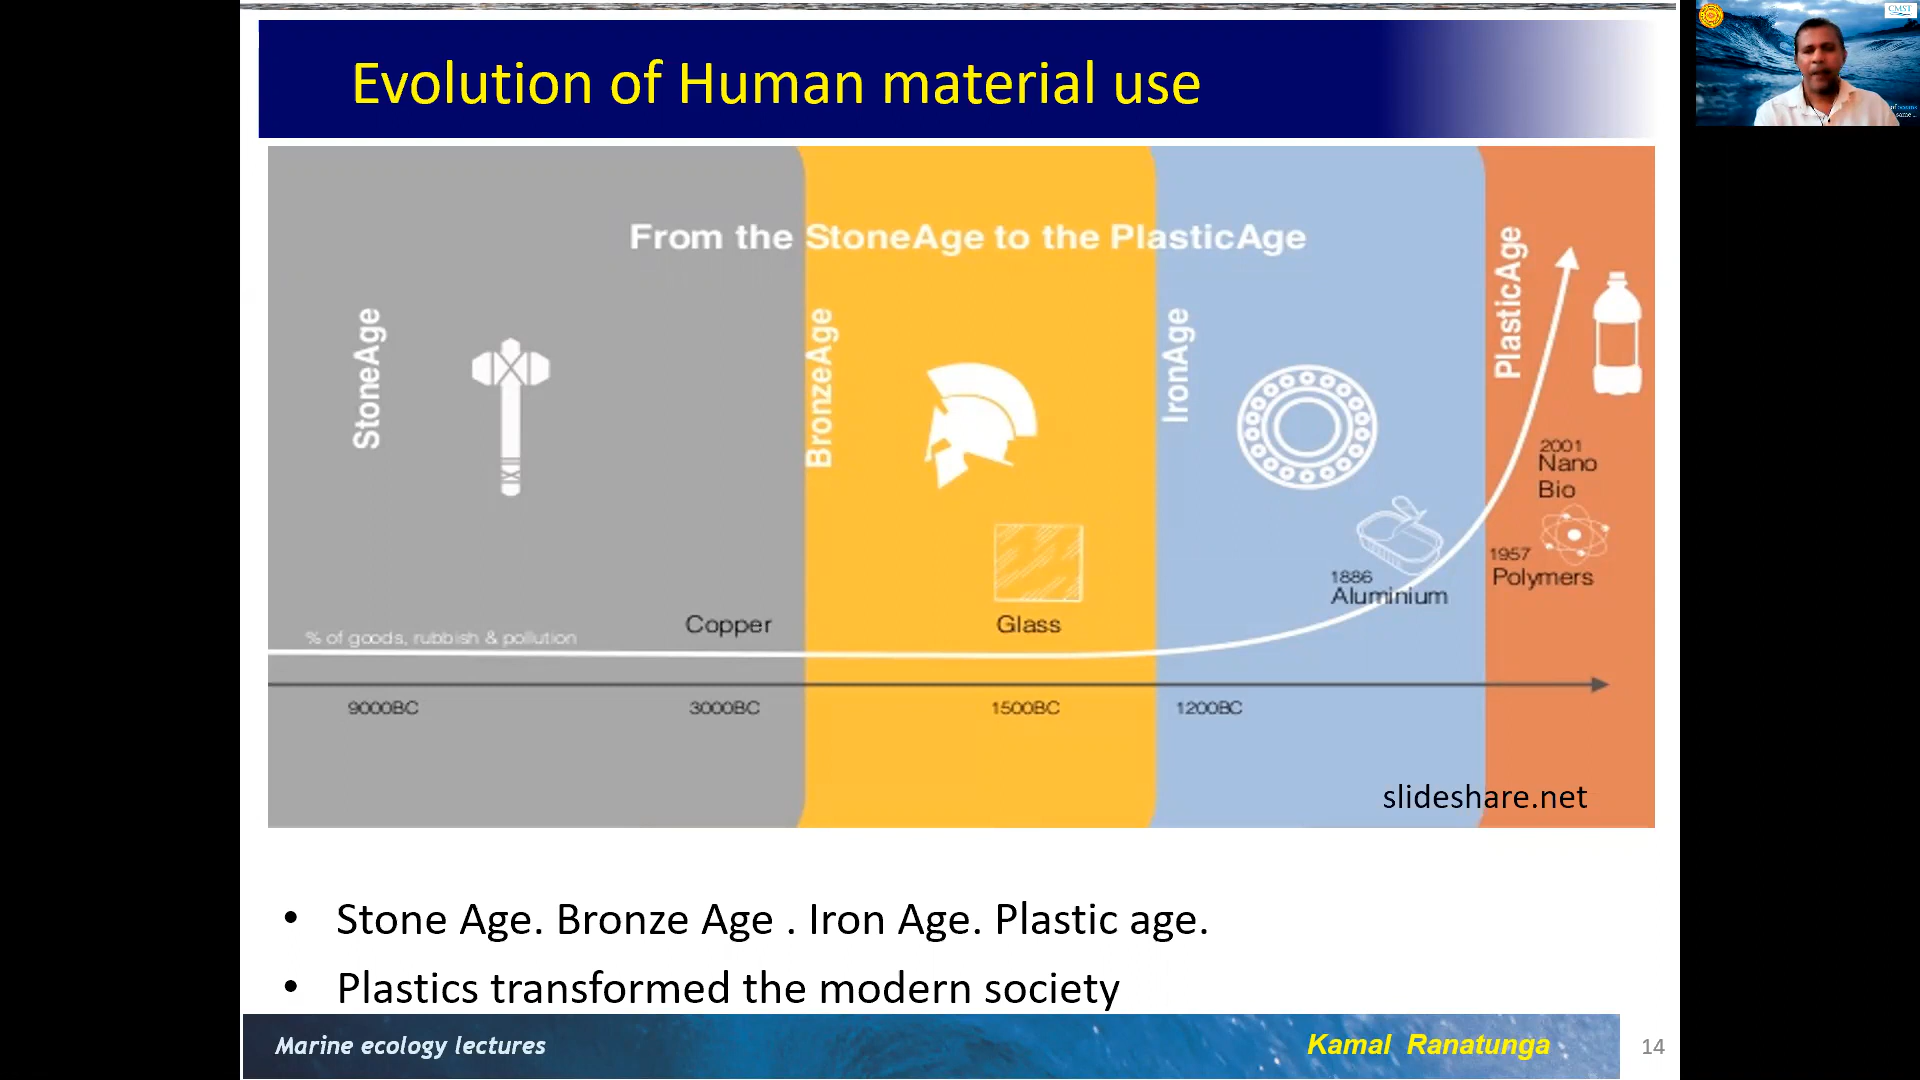 Evolution of Human material use
CMST
From the StoneAge to the PlasticAge
StoneAge
BronzeAge
IronAge
PlasticAge
2001
Nano
Bio
1957
Polymers
1886
Aluminium
Copper
Glass
% of goods, rubbish & pollution
9000BC
3000BC
1500BC
1200BC
slideshare.net
• Stone Age. Bronze Age . Iron Age. Plastic age.
• Plastics transformed the modern society
Marine ecology lectures
Kamal Ranatunga
14